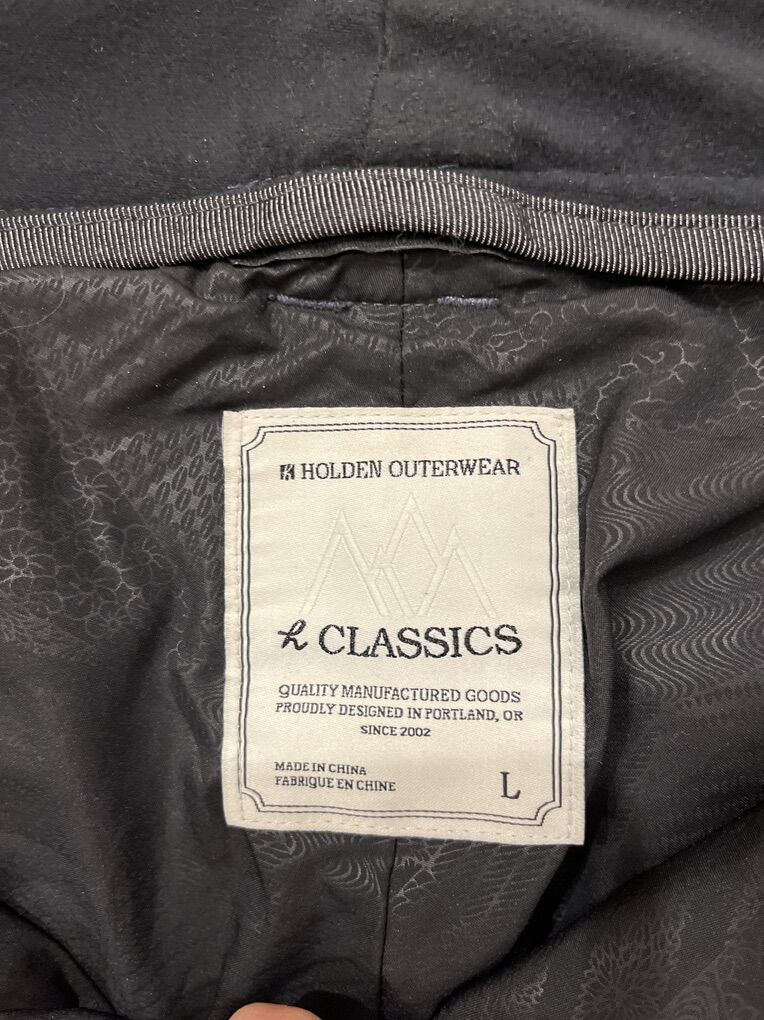 HOLDEN OUTERWEAR
h CLASSICS
QUALITY MANUFACTURED GOODS
PROUDLY DESIGNED IN PORTLAND, OR
SINCE 2002
MADE IN CHINA
FABRIQUE EN CHINE
L